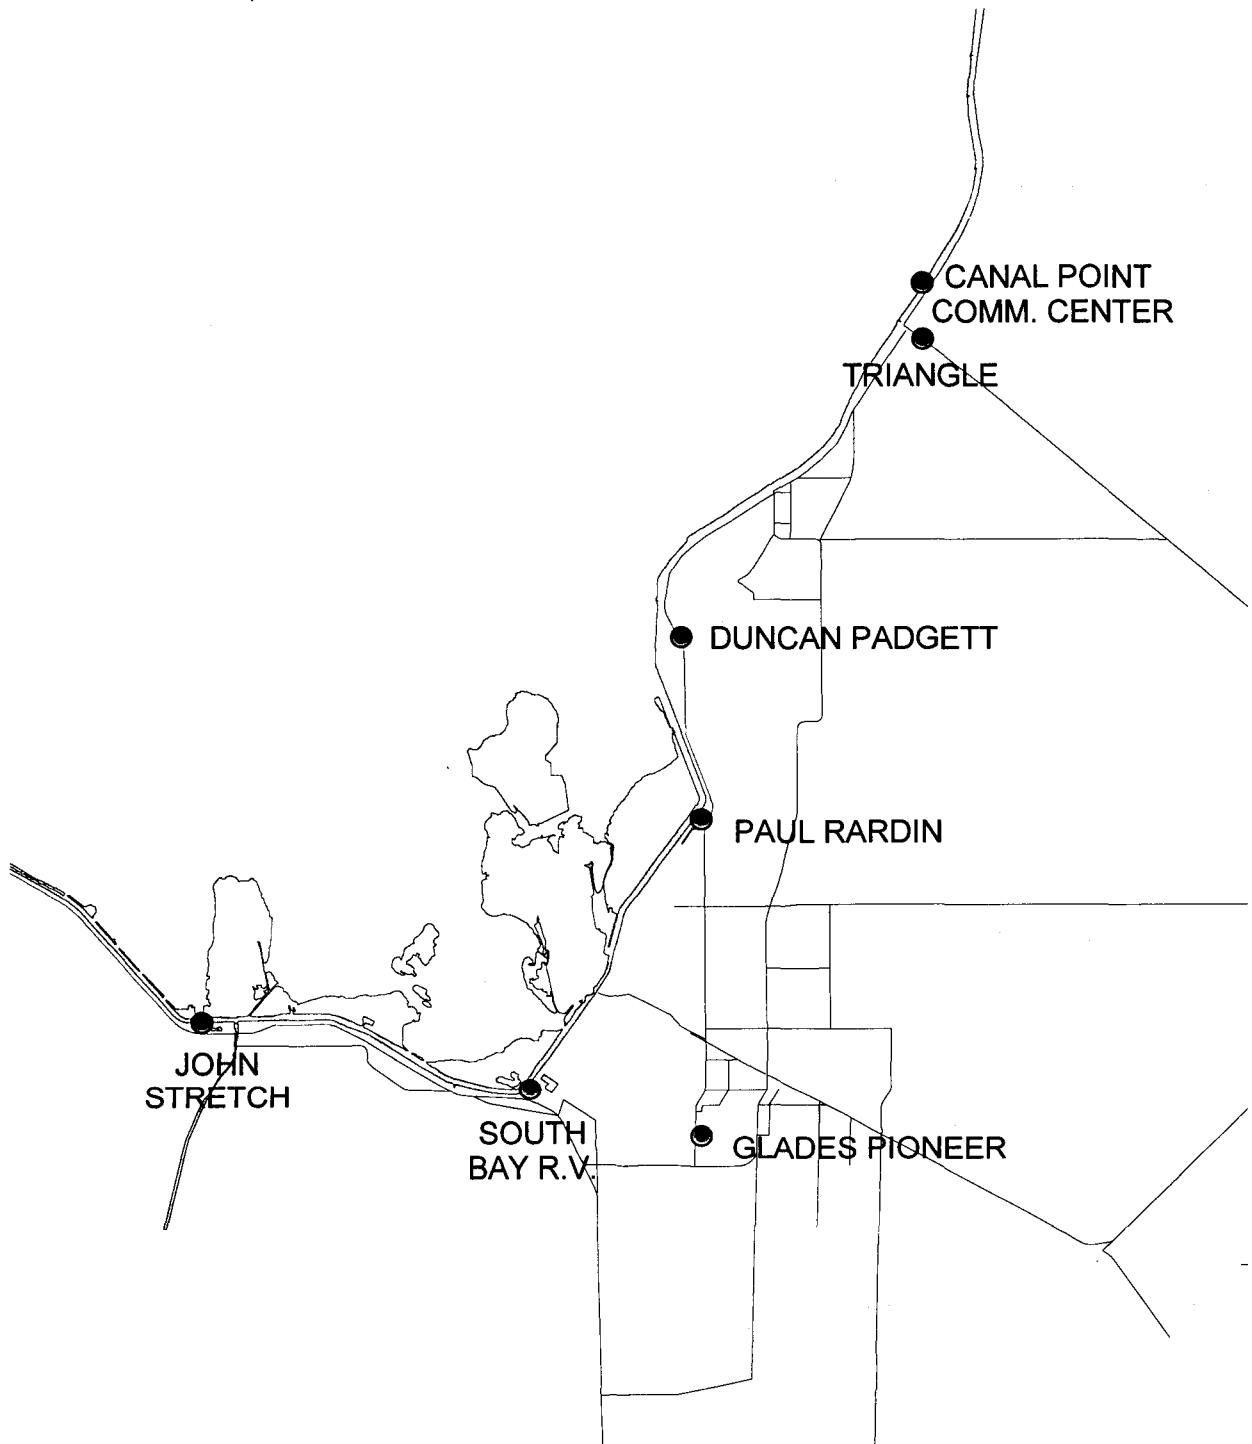 CANAL POINT
COMM. CENTER
TRIANGLE
DUNCAN PADGETT
PAUL RARDIN
JOHN
STRETCH
SOUTH
BAY R.V.
GLADES PIONEER